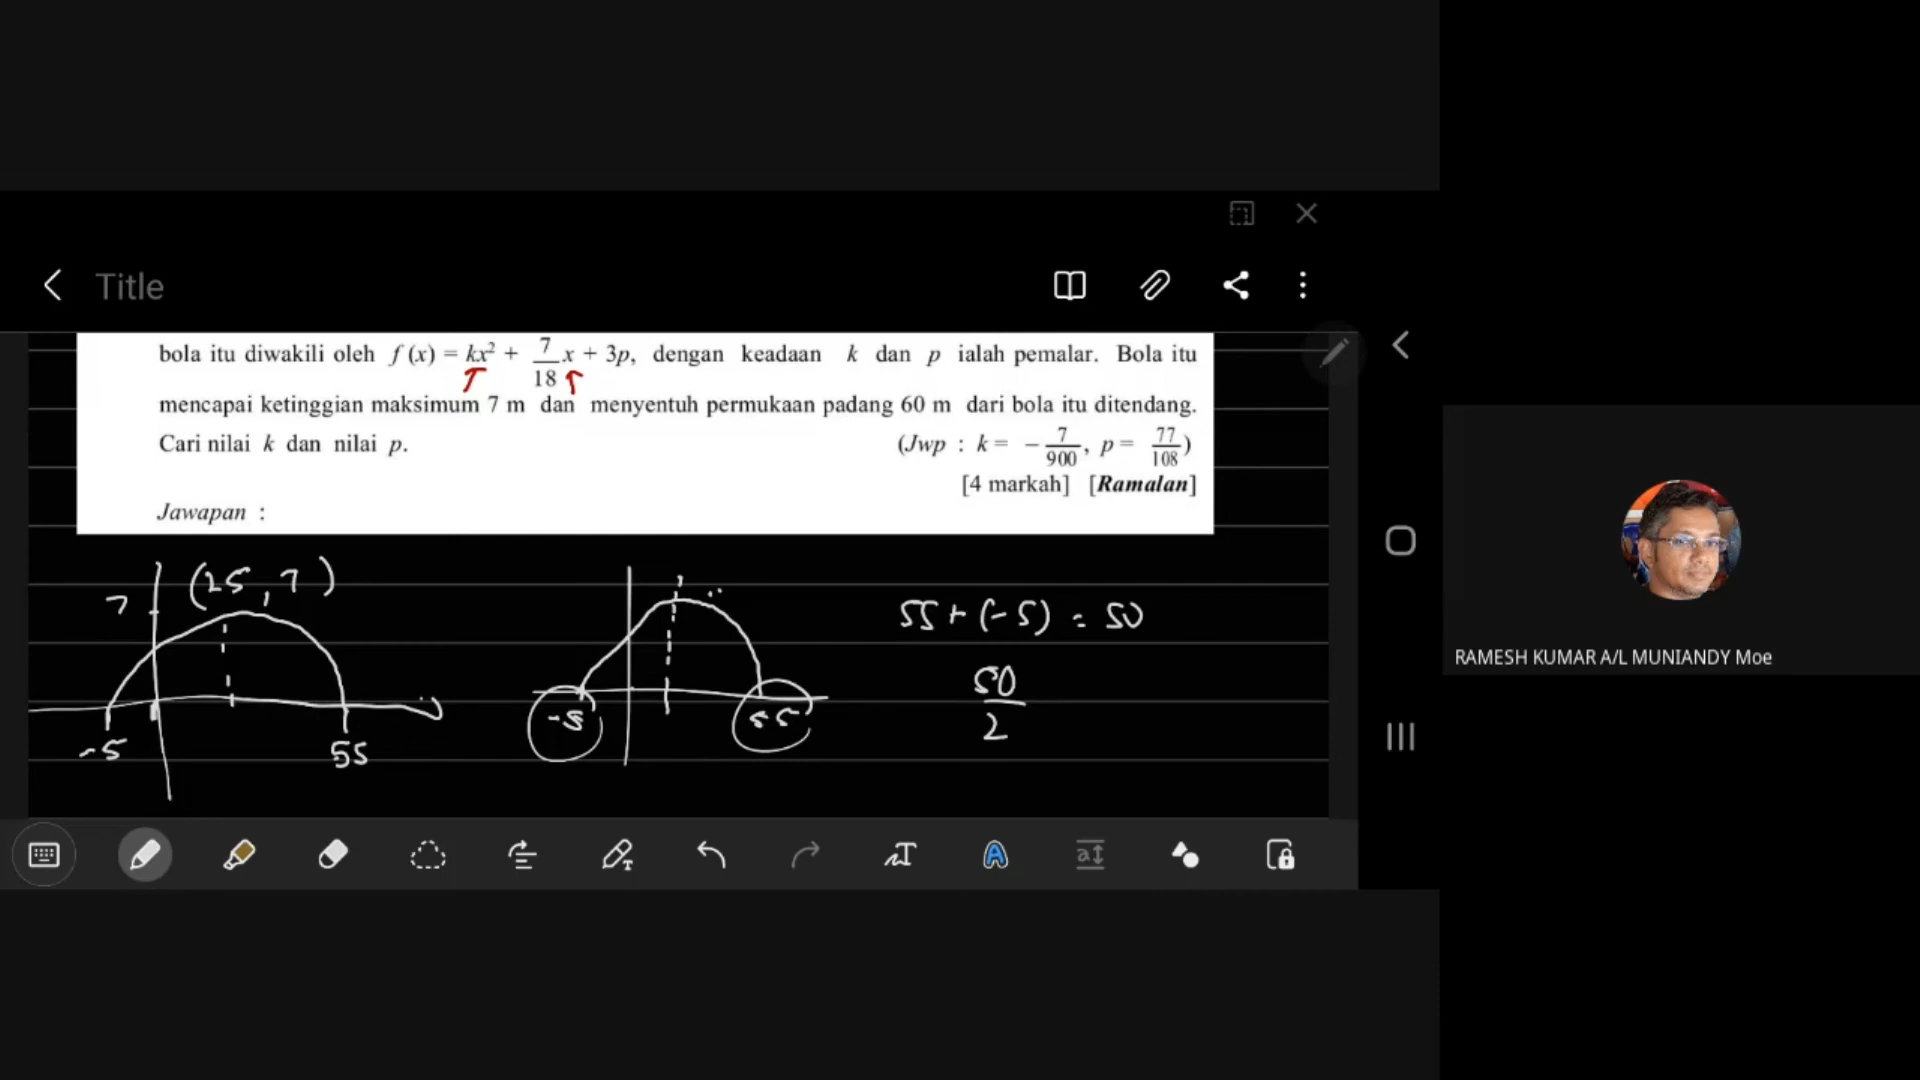 Title
bola itu diwakili oleh f (x) = kx² + 7/18 x + 3p, dengan keadaan k dan p ialah pemalar. Bola itu
mencapai ketinggian maksimum 7 m dan menyentuh permukaan padang 60 m dari bola itu ditendang.
Cari nilai k dan nilai p. (Jwp : k = − 7/900, p = 77/108)
[4 markah] [Ramalan]
Jawapan :
7 (25, 7)
55 + (-5) = 50
50/2
-5 55
-5 55
RAMESH KUMAR A/L MUNIANDY Moe